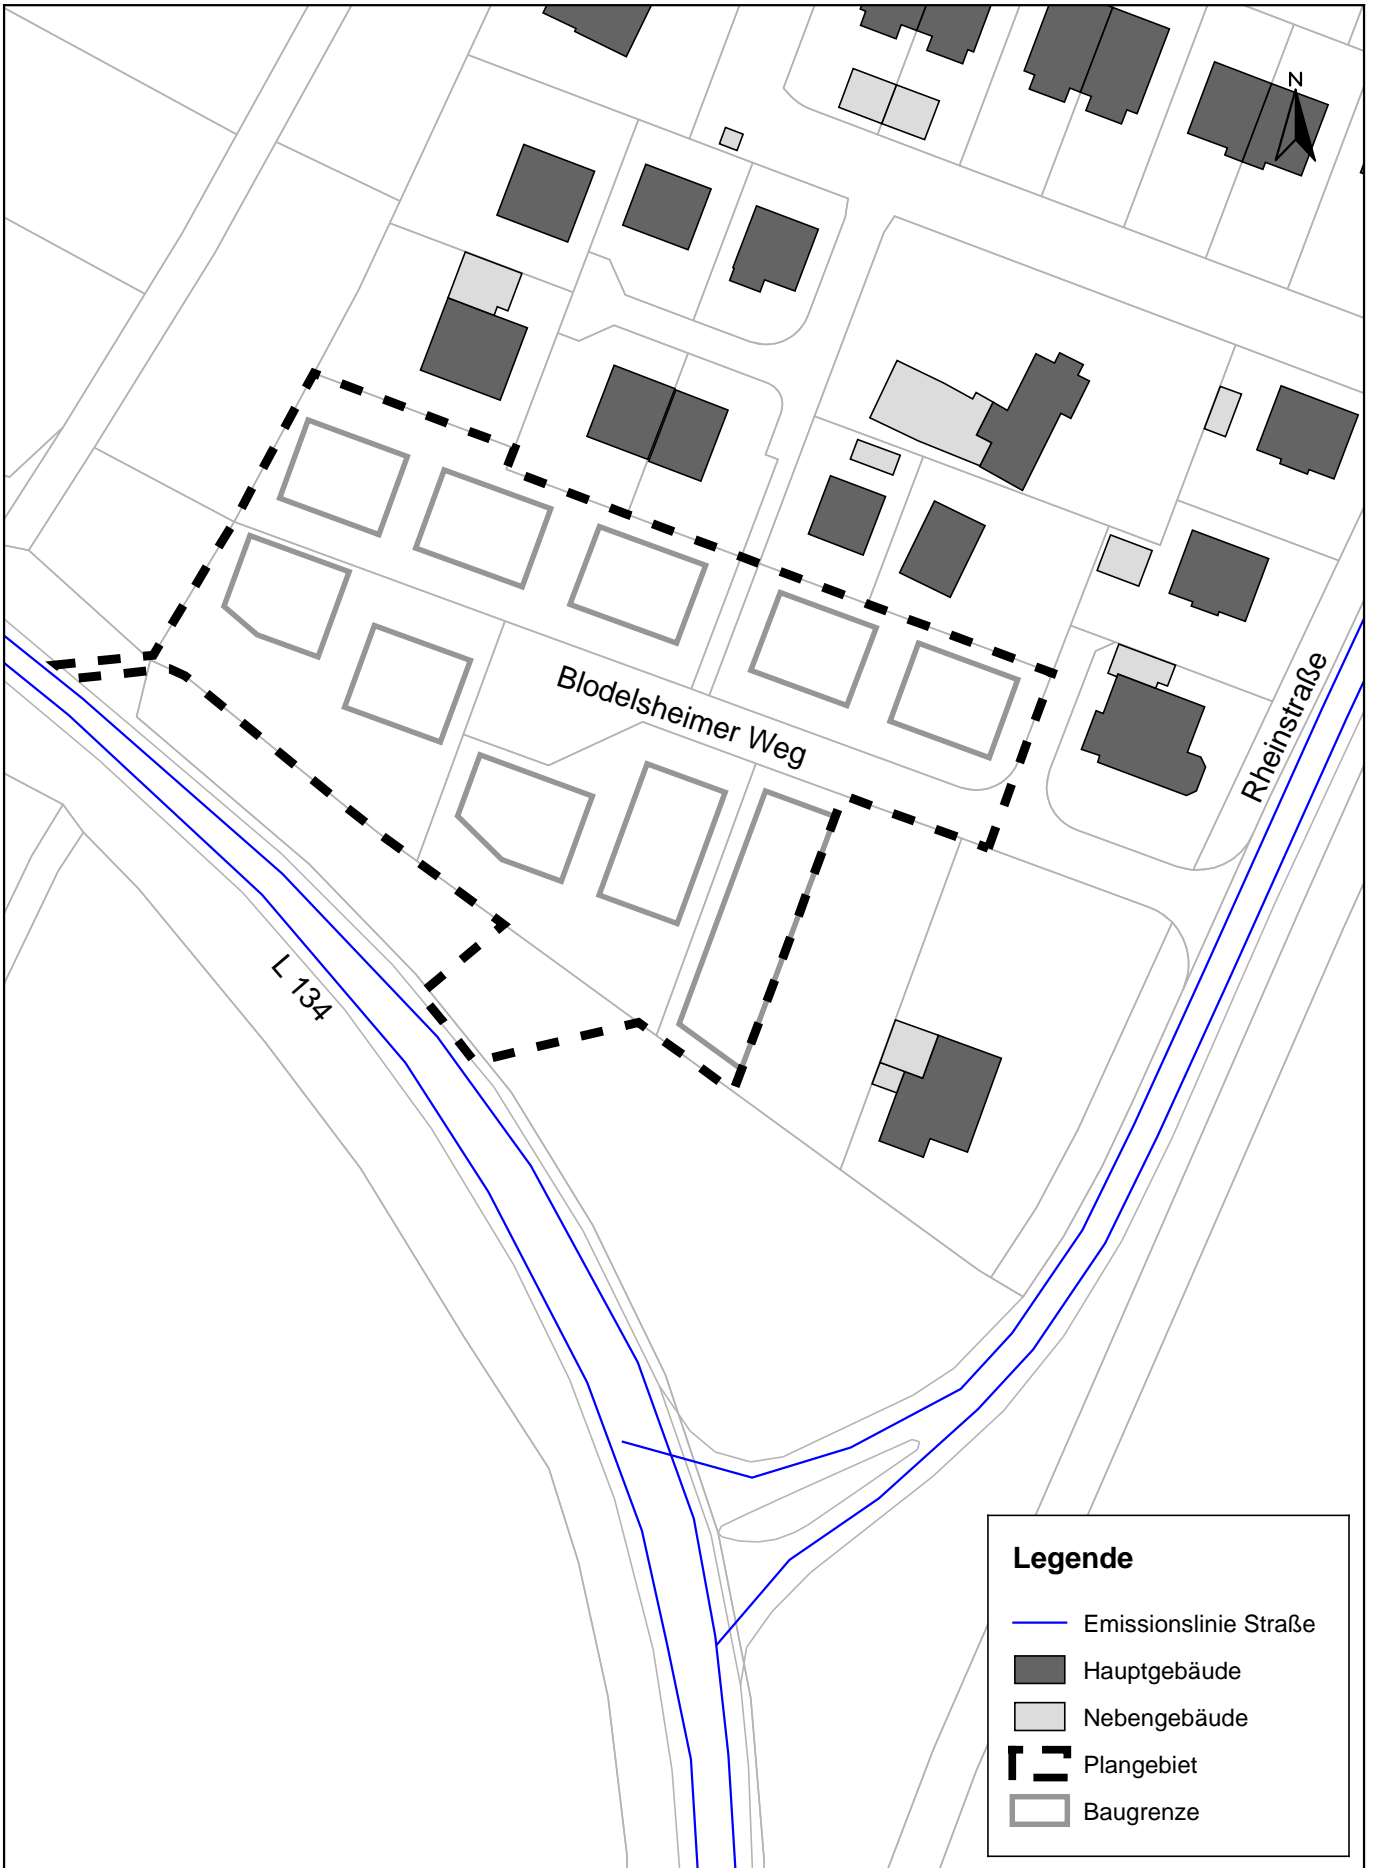 N
Rheinstraße
Blodelsheimer Weg
L 134
Legende
Emissionslinie Straße
Hauptgebäude
Nebengebäude
Plangebiet
Baugrenze